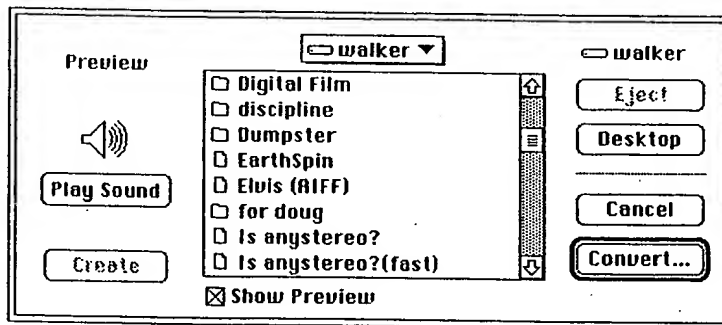 Preview
Play Sound
Create
walker
Digital Film
discipline
Dumpster
EarthSpin
Elvis (AIFF)
for doug
Is anystereo?
Is anystereo?(fast)
Show Preview
walker
Eject
Desktop
Cancel
Convert...